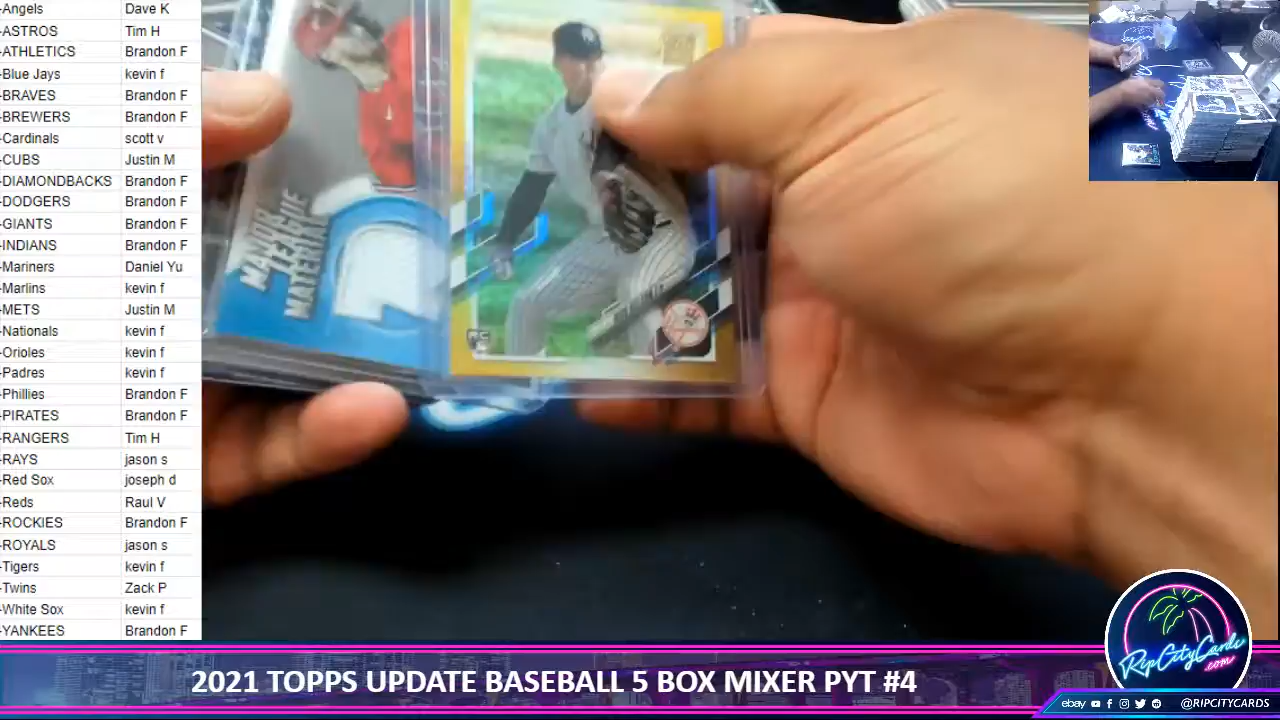 -Angels Dave K
-ASTROS Tim H
-ATHLETICS Brandon F
-Blue Jays kevin f
-BRAVES Brandon F
-BREWERS Brandon F
-Cardinals scott v
-CUBS Justin M
-DIAMONDBACKS Brandon F
-DODGERS Brandon F
-GIANTS Brandon F
-INDIANS Brandon F
-Mariners Daniel Yu
-Marlins kevin f
-METS Justin M
-Nationals kevin f
-Orioles kevin f
-Padres kevin f
-Phillies Brandon F
-PIRATES Brandon F
-RANGERS Tim H
-RAYS jason s
-Red Sox joseph d
-Reds Raul V
-ROCKIES Brandon F
-ROYALS jason s
-Tigers kevin f
-Twins Zack P
-White Sox kevin f
-YANKEES Brandon F
MAJOR
LEAGUE
MATERIAL
RC
RipCityCards
.com
2021 TOPPS UPDATE BASEBALL 5 BOX MIXER PYT #4
ebay @RIPCITYCARDS